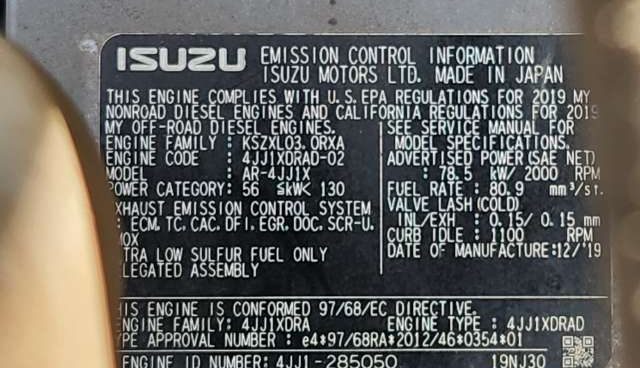 ISUZU EMISSION CONTROL INFORMATION
ISUZU MOTORS LTD. MADE IN JAPAN
THIS ENGINE COMPLIES WITH U.S.EPA REGULATIONS FOR 2019 MY
NONROAD DIESEL ENGINES AND CALIFORNIA REGULATIONS FOR 2019
MY OFF-ROAD DIESEL ENGINES.
ENGINE FAMILY : KSZXL03.0RXA
ENGINE CODE : 4JJ1XDRAD-02
MODEL : AR-4JJ1X
POWER CATEGORY: 56 ≤kW< 130
EXHAUST EMISSION CONTROL SYSTEM
: ECM, TC, CAC, DFI, EGR, DOC, SCR-U,
NOX
ULTRA LOW SULFUR FUEL ONLY
DELEGATED ASSEMBLY
SEE SERVICE MANUAL FOR
MODEL SPECIFICATIONS.
ADVERTISED POWER(SAE NET)
: 78.5 kW/ 2000 RPM
FUEL RATE : 80.9 mm³/st.
VALVE LASH(COLD)
INL/EXH : 0.15/ 0.15 mm
CURB IDLE : 1100 RPM
DATE OF MANUFACTURE:12/'19
THIS ENGINE IS CONFORMED 97/68/EC DIRECTIVE.
ENGINE FAMILY: 4JJ1XDRA ENGINE TYPE : 4JJ1XDRAD
TYPE APPROVAL NUMBER : e4*97/68RA*2012/46*0354*01
ENGINE ID NUMBER: 4JJ1-285050 19NJ30